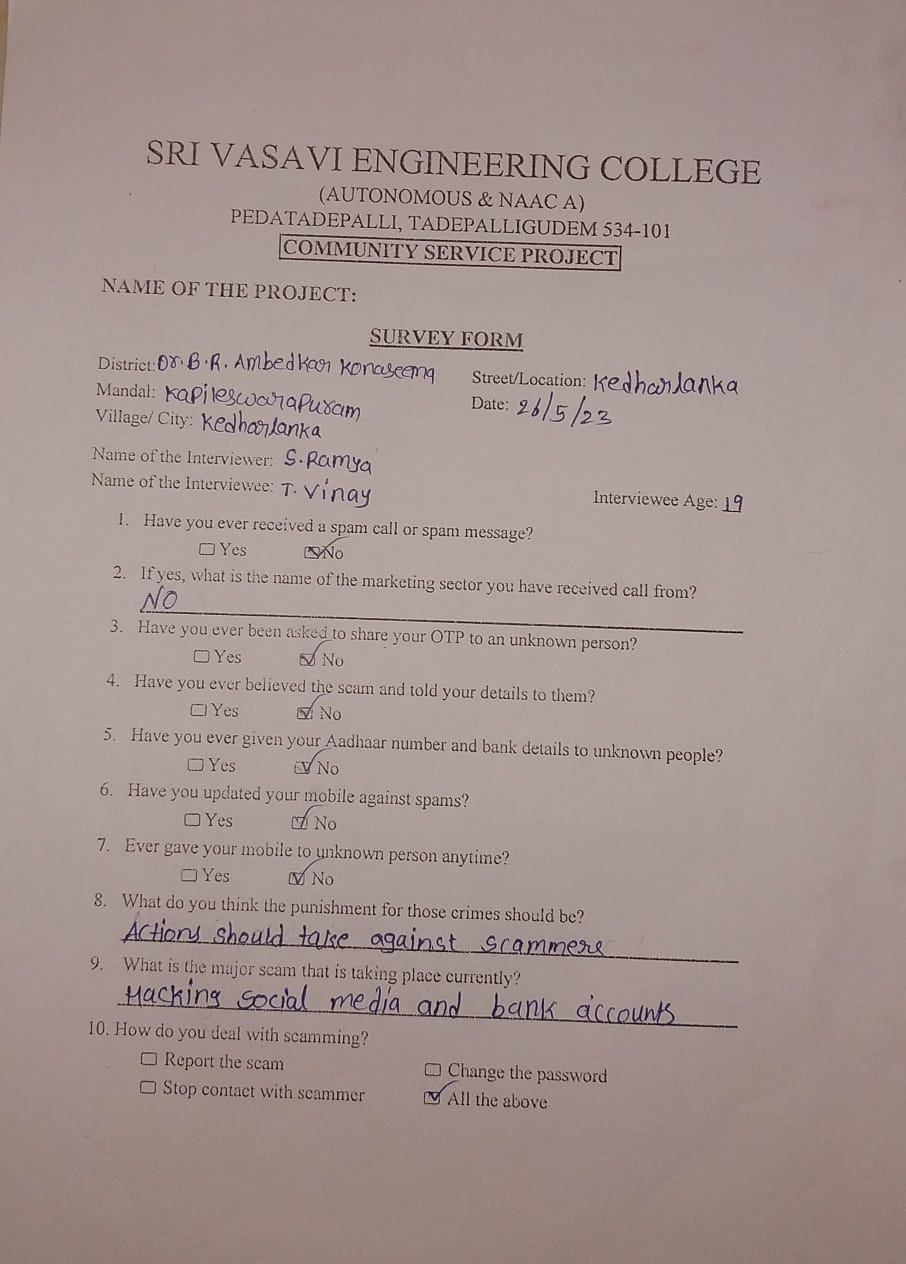 SRI VASAVI ENGINEERING COLLEGE
(AUTONOMOUS & NAAC A)
PEDATADEPALLI, TADEPALLIGUDEM 534-101
COMMUNITY SERVICE PROJECT
NAME OF THE PROJECT:
SURVEY FORM
District: Dr. B.R. Ambedkar Konaseema
Street/Location: Kedharlanka
Mandal: Kapileswarapuram
Date: 26/5/23
Village/ City: Kedharlanka
Name of the Interviewer: S. Ramya
Name of the Interviewee: T. Vinay
Interviewee Age: 19
1. Have you ever received a spam call or spam message?
☐ Yes ☑ No
2. If yes, what is the name of the marketing sector you have received call from?
NO
3. Have you ever been asked to share your OTP to an unknown person?
☐ Yes ☑ No
4. Have you ever believed the scam and told your details to them?
☐ Yes ☑ No
5. Have you ever given your Aadhaar number and bank details to unknown people?
☐ Yes ☑ No
6. Have you updated your mobile against spams?
☐ Yes ☑ No
7. Ever gave your mobile to unknown person anytime?
☐ Yes ☑ No
8. What do you think the punishment for those crimes should be?
Actions should take against scammers
9. What is the major scam that is taking place currently?
Hacking social media and bank accounts
10. How do you deal with scamming?
☐ Report the scam ☐ Change the password
☐ Stop contact with scammer ☑ All the above